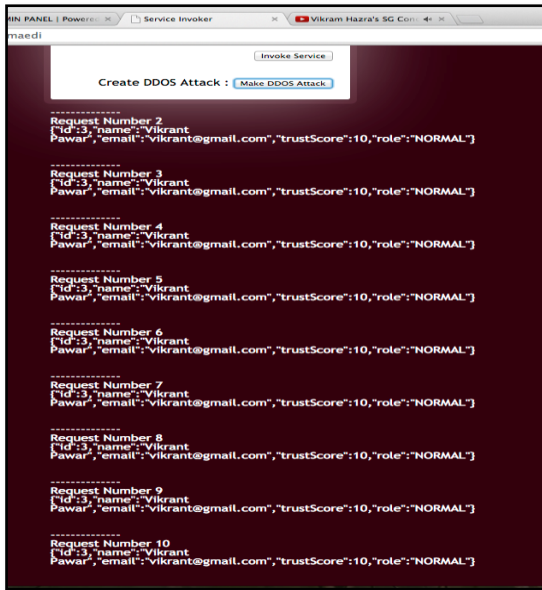 MIN PANEL | Powere
Service Invoker
Vikram Hazra's SG Con
maedi
Invoke Service
Create DDOS Attack : Make DDOS Attack
--------------
Request Number 2
{"id":3,"name":"Vikrant
Pawar","email":"vikrant@gmail.com","trustScore":10,"role":"NORMAL"}
--------------
Request Number 3
{"id":3,"name":"Vikrant
Pawar","email":"vikrant@gmail.com","trustScore":10,"role":"NORMAL"}
--------------
Request Number 4
{"id":3,"name":"Vikrant
Pawar","email":"vikrant@gmail.com","trustScore":10,"role":"NORMAL"}
--------------
Request Number 5
{"id":3,"name":"Vikrant
Pawar","email":"vikrant@gmail.com","trustScore":10,"role":"NORMAL"}
--------------
Request Number 6
{"id":3,"name":"Vikrant
Pawar","email":"vikrant@gmail.com","trustScore":10,"role":"NORMAL"}
--------------
Request Number 7
{"id":3,"name":"Vikrant
Pawar","email":"vikrant@gmail.com","trustScore":10,"role":"NORMAL"}
--------------
Request Number 8
{"id":3,"name":"Vikrant
Pawar","email":"vikrant@gmail.com","trustScore":10,"role":"NORMAL"}
--------------
Request Number 9
{"id":3,"name":"Vikrant
Pawar","email":"vikrant@gmail.com","trustScore":10,"role":"NORMAL"}
--------------
Request Number 10
{"id":3,"name":"Vikrant
Pawar","email":"vikrant@gmail.com","trustScore":10,"role":"NORMAL"}